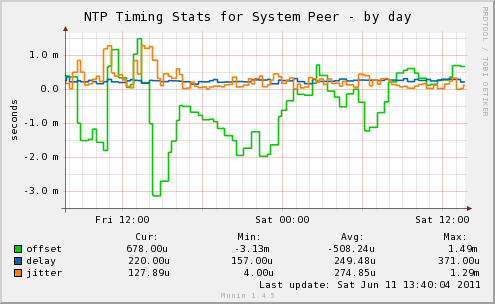 NTP Timing Stats for System Peer - by day
RRDTOOL / TOBI OETIKER
seconds
1.0 m
0.0
-1.0 m
-2.0 m
-3.0 m
Fri 12:00 Sat 00:00 Sat 12:00
Cur: Min: Avg: Max:
offset 678.00u -3.13m -508.24u 1.49m
delay 220.00u 157.00u 249.48u 371.00u
jitter 127.89u 4.00u 274.85u 1.29m
Last update: Sat Jun 11 13:40:04 2011
Munin 1.4.5